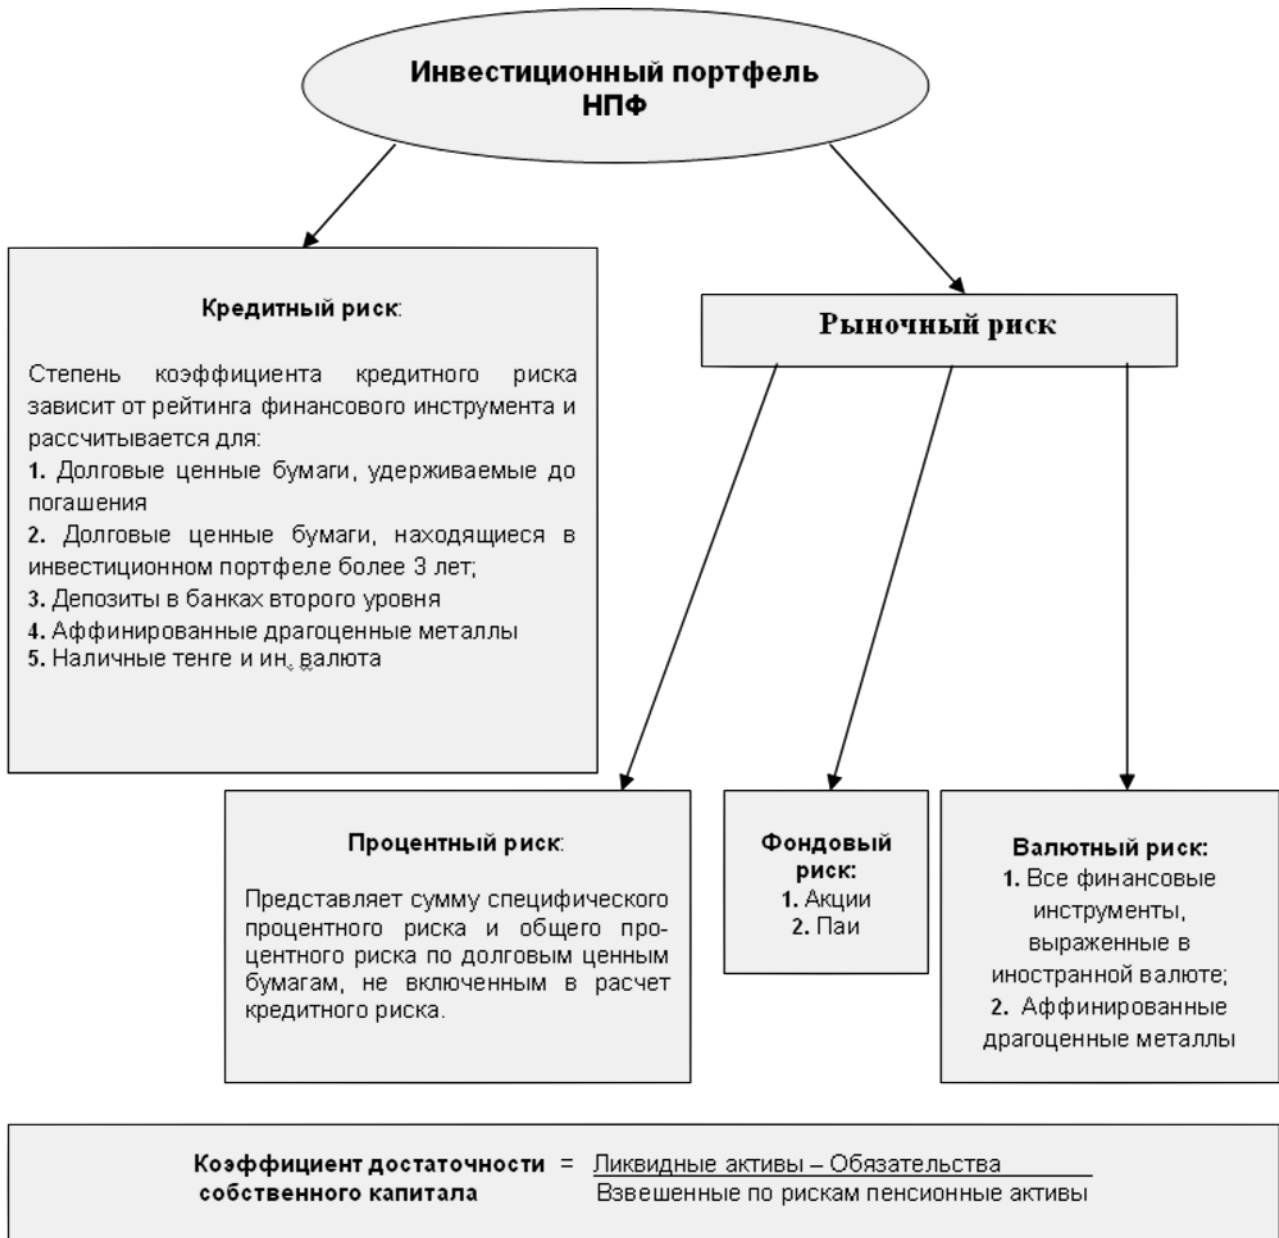 Инвестиционный портфель
НПФ
Кредитный риск:
Степень коэффициента кредитного риска
зависит от рейтинга финансового инструмента и
рассчитывается для:
1. Долговые ценные бумаги, удерживаемые до
погашения
2. Долговые ценные бумаги, находящиеся в
инвестиционном портфеле более 3 лет;
3. Депозиты в банках второго уровня
4. Аффинированные драгоценные металлы
5. Наличные тенге и ин. валюта
Рыночный риск
Процентный риск:
Представляет сумму специфического
процентного риска и общего про-
центного риска по долговым ценным
бумагам, не включенным в расчет
кредитного риска.
Фондовый
риск:
1. Акции
2. Паи
Валютный риск:
1. Все финансовые
инструменты,
выраженные в
иностранной валюте;
2. Аффинированные
драгоценные металлы
Коэффициент достаточности = Ликвидные активы – Обязательства
собственного капитала Взвешенные по рискам пенсионные активы